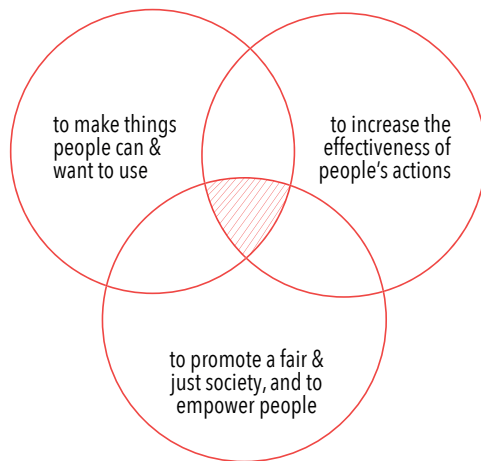 to make things
people can &
want to use
to increase the
effectiveness of
people's actions
to promote a fair &
just society, and to
empower people